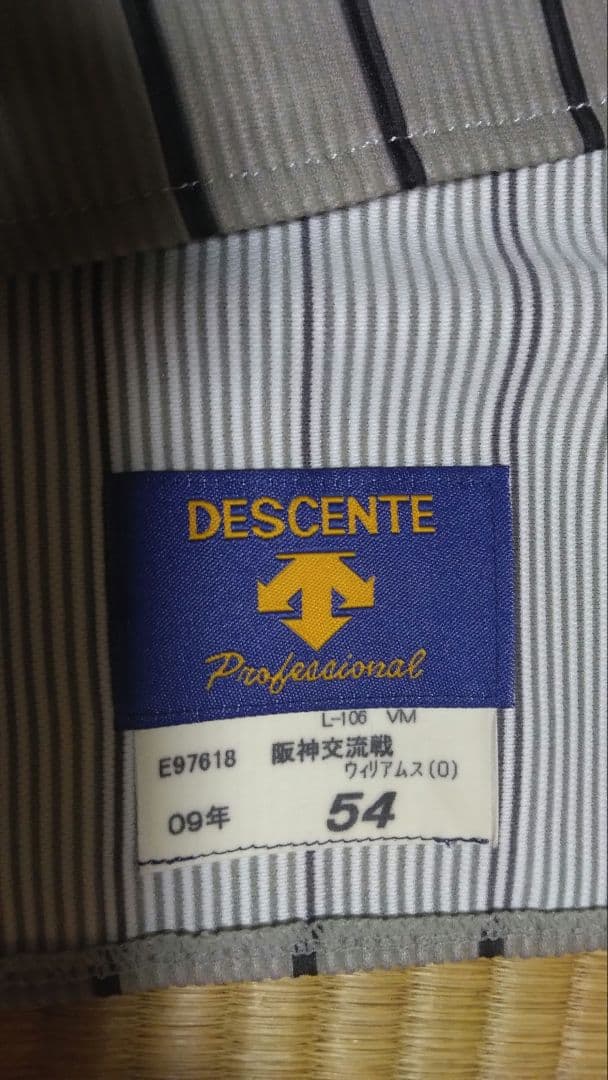 DESCENTE
Professional
L-106 VM
E97618 阪神交流戦
ウィリアムス(O)
09年 54